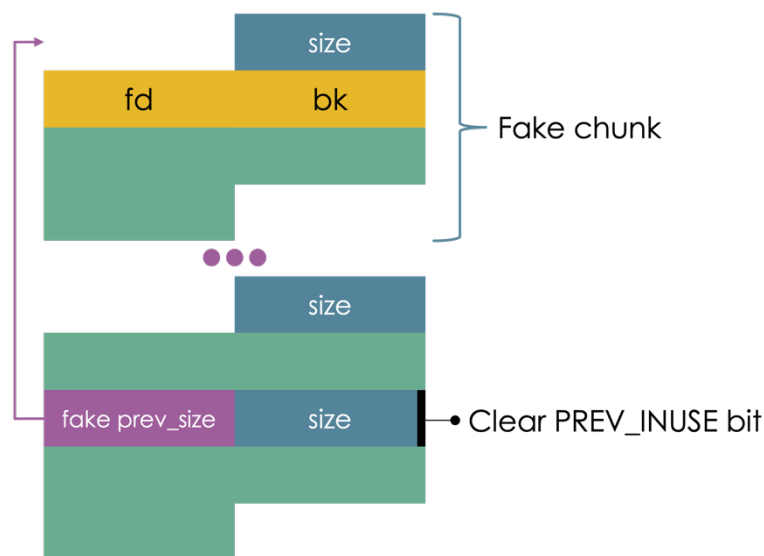 size
fd
bk
Fake chunk
size
fake prev_size
size
Clear PREV_INUSE bit